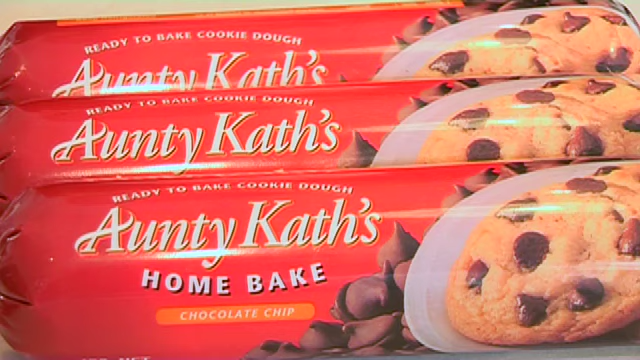 READY TO BAKE COOKIE DOUGH
Aunty Kath's
READY TO BAKE COOKIE DOUGH
Aunty Kath's
READY TO BAKE COOKIE DOUGH
Aunty Kath's
HOME BAKE
CHOCOLATE CHIP